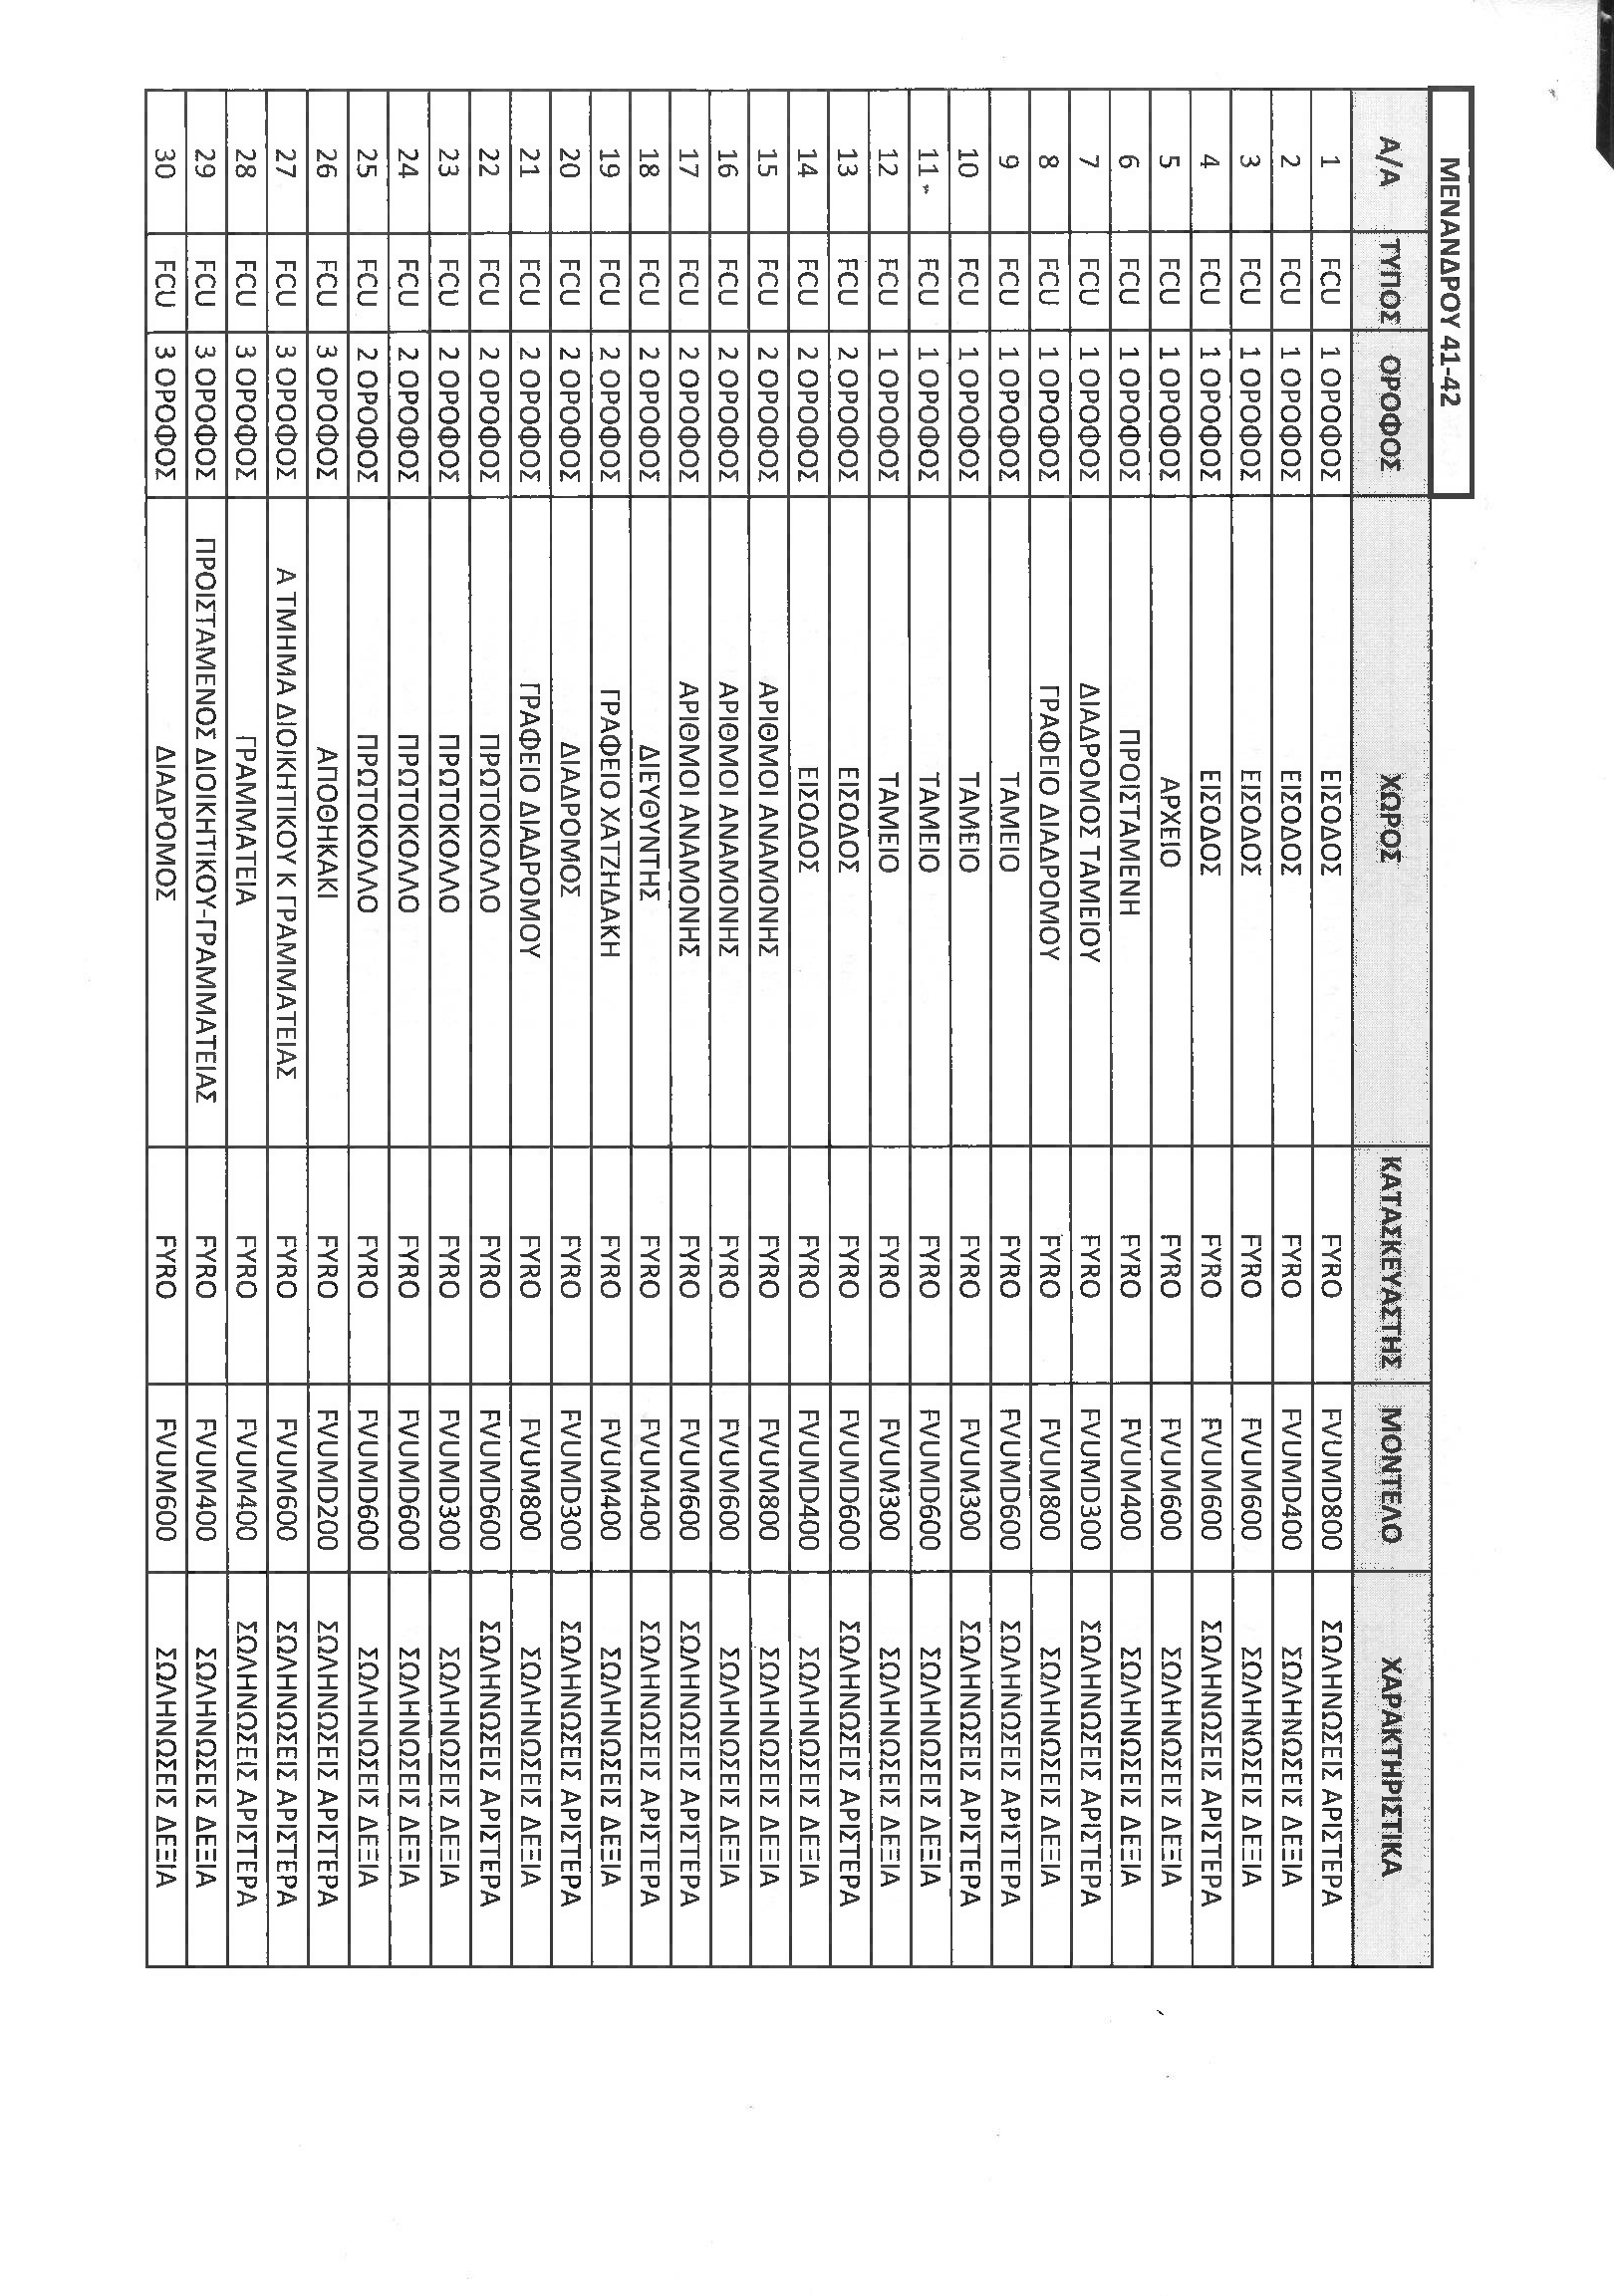 ΜΕΝΑΝΔΡΟΥ 41-42
Α/Α ΤΥΠΟΣ ΟΡΟΦΟΣ ΧΩΡΟΣ ΚΑΤΑΣΚΕΥΑΣΤΗΣ ΜΟΝΤΕΛΟ ΧΑΡΑΚΤΗΡΙΣΤΙΚΑ
1 FCU 1 ΟΡΟΦΟΣ ΕΙΣΟΔΟΣ FYRO FVUMD800 ΣΩΛΗΝΩΣΕΙΣ ΑΡΙΣΤΕΡΑ
2 FCU 1 ΟΡΟΦΟΣ ΕΙΣΟΔΟΣ FYRO FVUMD400 ΣΩΛΗΝΩΣΕΙΣ ΔΕΞΙΑ
3 FCU 1 ΟΡΟΦΟΣ ΕΙΣΟΔΟΣ FYRO FVUM600 ΣΩΛΗΝΩΣΕΙΣ ΔΕΞΙΑ
4 FCU 1 ΟΡΟΦΟΣ ΕΙΣΟΔΟΣ FYRO FVUM600 ΣΩΛΗΝΩΣΕΙΣ ΑΡΙΣΤΕΡΑ
5 FCU 1 ΟΡΟΦΟΣ ΑΡΧΕΙΟ FYRO FVUM600 ΣΩΛΗΝΩΣΕΙΣ ΔΕΞΙΑ
6 FCU 1 ΟΡΟΦΟΣ ΠΡΟΙΣΤΑΜΕΝΗ FYRO FVUM400 ΣΩΛΗΝΩΣΕΙΣ ΔΕΞΙΑ
7 FCU 1 ΟΡΟΦΟΣ ΔΙΑΔΡΟΜΟΣ ΤΑΜΕΙΟΥ FYRO FVUMD300 ΣΩΛΗΝΩΣΕΙΣ ΑΡΙΣΤΕΡΑ
8 FCU 1 ΟΡΟΦΟΣ ΓΡΑΦΕΙΟ ΔΙΑΔΡΟΜΟΥ FYRO FVUM800 ΣΩΛΗΝΩΣΕΙΣ ΔΕΞΙΑ
9 FCU 1 ΟΡΟΦΟΣ ΤΑΜΕΙΟ FYRO FVUMD600 ΣΩΛΗΝΩΣΕΙΣ ΑΡΙΣΤΕΡΑ
10 FCU 1 ΟΡΟΦΟΣ ΤΑΜΕΙΟ FYRO FVUM300 ΣΩΛΗΝΩΣΕΙΣ ΑΡΙΣΤΕΡΑ
11 FCU 1 ΟΡΟΦΟΣ ΤΑΜΕΙΟ FYRO FVUMD600 ΣΩΛΗΝΩΣΕΙΣ ΔΕΞΙΑ
12 FCU 1 ΟΡΟΦΟΣ ΤΑΜΕΙΟ FYRO FVUM300 ΣΩΛΗΝΩΣΕΙΣ ΔΕΞΙΑ
13 FCU 2 ΟΡΟΦΟΣ ΕΙΣΟΔΟΣ FYRO FVUMD600 ΣΩΛΗΝΩΣΕΙΣ ΑΡΙΣΤΕΡΑ
14 FCU 2 ΟΡΟΦΟΣ ΕΙΣΟΔΟΣ FYRO FVUMD400 ΣΩΛΗΝΩΣΕΙΣ ΔΕΞΙΑ
15 FCU 2 ΟΡΟΦΟΣ ΑΡΙΘΜΟΙ ΑΝΑΜΟΝΗΣ FYRO FVUM800 ΣΩΛΗΝΩΣΕΙΣ ΔΕΞΙΑ
16 FCU 2 ΟΡΟΦΟΣ ΑΡΙΘΜΟΙ ΑΝΑΜΟΝΗΣ FYRO FVUM600 ΣΩΛΗΝΩΣΕΙΣ ΔΕΞΙΑ
17 FCU 2 ΟΡΟΦΟΣ ΑΡΙΘΜΟΙ ΑΝΑΜΟΝΗΣ FYRO FVUM600 ΣΩΛΗΝΩΣΕΙΣ ΑΡΙΣΤΕΡΑ
18 FCU 2 ΟΡΟΦΟΣ ΔΙΕΥΘΥΝΤΗΣ FYRO FVUM400 ΣΩΛΗΝΩΣΕΙΣ ΑΡΙΣΤΕΡΑ
19 FCU 2 ΟΡΟΦΟΣ ΓΡΑΦΕΙΟ ΧΑΤΖΗΔΑΚΗ FYRO FVUM400 ΣΩΛΗΝΩΣΕΙΣ ΔΕΞΙΑ
20 FCU 2 ΟΡΟΦΟΣ ΔΙΑΔΡΟΜΟΣ FYRO FVUMD300 ΣΩΛΗΝΩΣΕΙΣ ΑΡΙΣΤΕΡΑ
21 FCU 2 ΟΡΟΦΟΣ ΓΡΑΦΕΙΟ ΔΙΑΔΡΟΜΟΥ FYRO FVUM800 ΣΩΛΗΝΩΣΕΙΣ ΔΕΞΙΑ
22 FCU 2 ΟΡΟΦΟΣ ΠΡΩΤΟΚΟΛΛΟ FYRO FVUMD600 ΣΩΛΗΝΩΣΕΙΣ ΑΡΙΣΤΕΡΑ
23 FCU 2 ΟΡΟΦΟΣ ΠΡΩΤΟΚΟΛΛΟ FYRO FVUMD300 ΣΩΛΗΝΩΣΕΙΣ ΔΕΞΙΑ
24 FCU 2 ΟΡΟΦΟΣ ΠΡΩΤΟΚΟΛΛΟ FYRO FVUMD600 ΣΩΛΗΝΩΣΕΙΣ ΔΕΞΙΑ
25 FCU 2 ΟΡΟΦΟΣ ΠΡΩΤΟΚΟΛΛΟ FYRO FVUMD600 ΣΩΛΗΝΩΣΕΙΣ ΔΕΞΙΑ
26 FCU 3 ΟΡΟΦΟΣ ΑΠΟΘΗΚΑΚΙ FYRO FVUMD200 ΣΩΛΗΝΩΣΕΙΣ ΑΡΙΣΤΕΡΑ
27 FCU 3 ΟΡΟΦΟΣ Α ΤΜΗΜΑ ΔΙΟΙΚΗΤΙΚΟΥ Κ ΓΡΑΜΜΑΤΕΙΑΣ FYRO FVUM600 ΣΩΛΗΝΩΣΕΙΣ ΑΡΙΣΤΕΡΑ
28 FCU 3 ΟΡΟΦΟΣ ΓΡΑΜΜΑΤΕΙΑ FYRO FVUM400 ΣΩΛΗΝΩΣΕΙΣ ΑΡΙΣΤΕΡΑ
29 FCU 3 ΟΡΟΦΟΣ ΠΡΟΙΣΤΑΜΕΝΟΣ ΔΙΟΙΚΗΤΙΚΟΥ-ΓΡΑΜΜΑΤΕΙΑΣ FYRO FVUM400 ΣΩΛΗΝΩΣΕΙΣ ΔΕΞΙΑ
30 FCU 3 ΟΡΟΦΟΣ ΔΙΑΔΡΟΜΟΣ FYRO FVUM600 ΣΩΛΗΝΩΣΕΙΣ ΔΕΞΙΑ